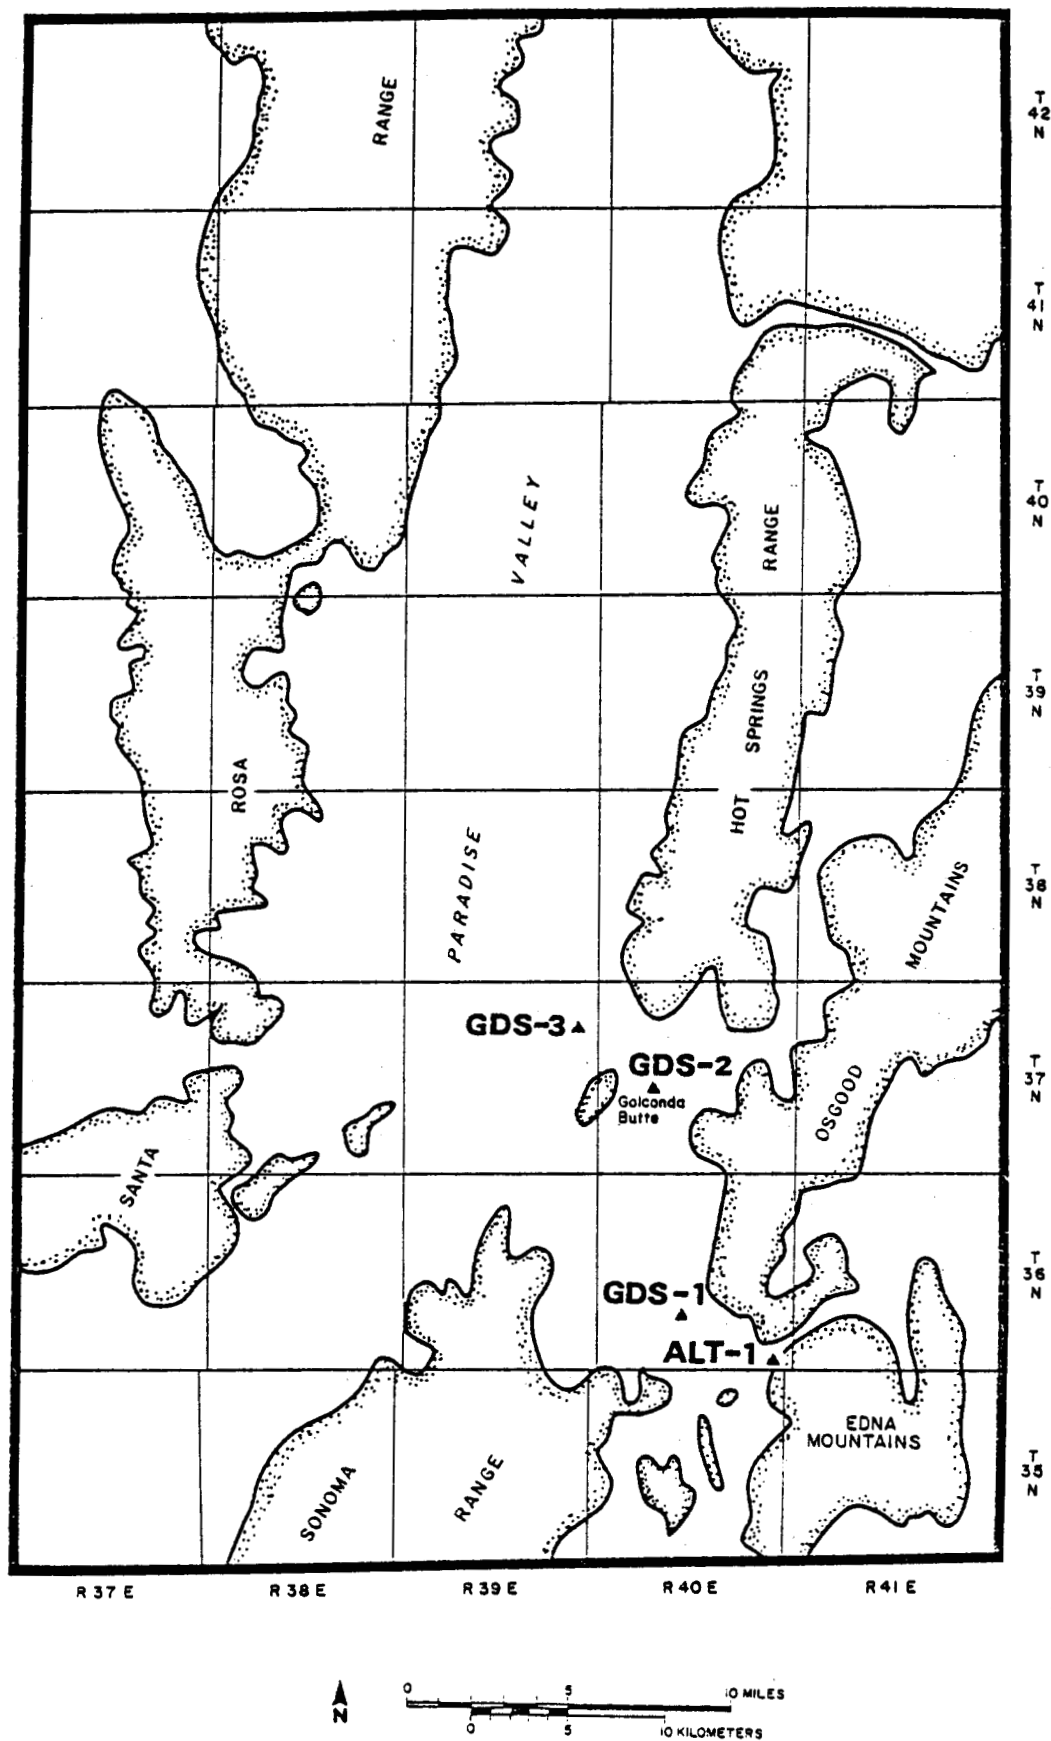 RANGE
T
42
N
T
41
N
VALLEY
RANGE
T
40
N
SPRINGS
T
39
N
ROSA
HOT
PARADISE
MOUNTAINS
T
38
N
GDS-3
GDS-2
Golconda
Butte
OSGOOD
T
37
N
SANTA
GDS-1
T
36
N
ALT-1
EDNA
MOUNTAINS
SONOMA
RANGE
T
35
N
R 37 E
R 38 E
R 39 E
R 40 E
R 41 E
N
0 5 10 MILES
0 5 10 KILOMETERS